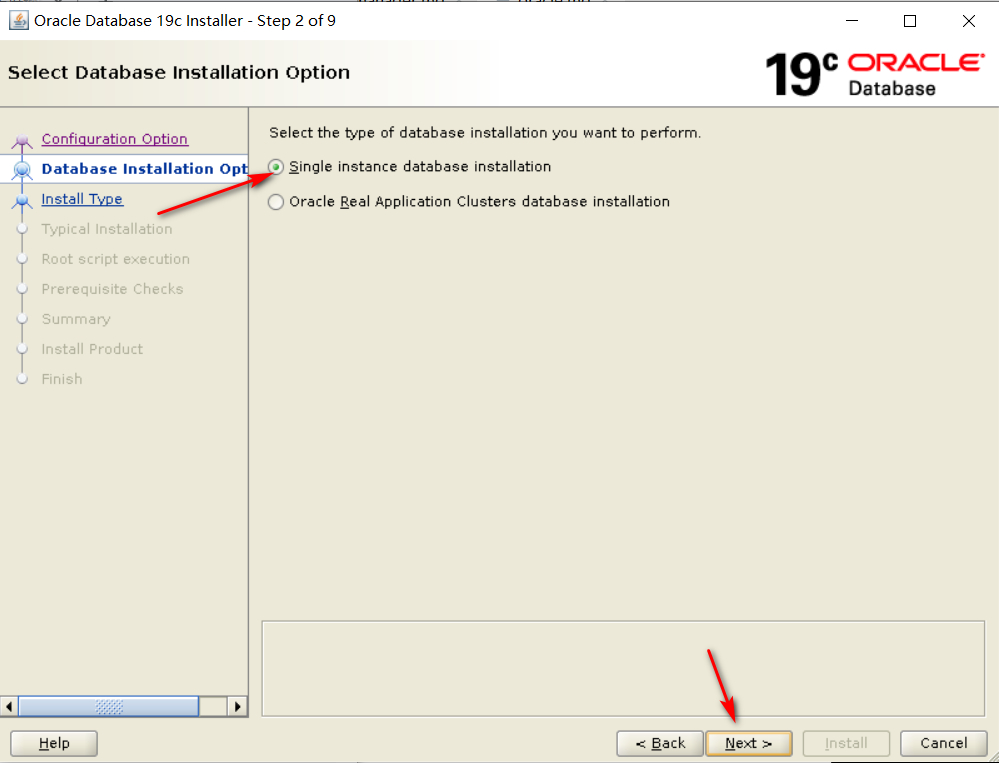 Oracle Database 19c Installer - Step 2 of 9
Select Database Installation Option
19c ORACLE
Database
Configuration Option
Database Installation Opt
Install Type
Typical Installation
Root script execution
Prerequisite Checks
Summary
Install Product
Finish
Select the type of database installation you want to perform.
Single instance database installation
Oracle Real Application Clusters database installation
Help
< Back
Next >
Install
Cancel